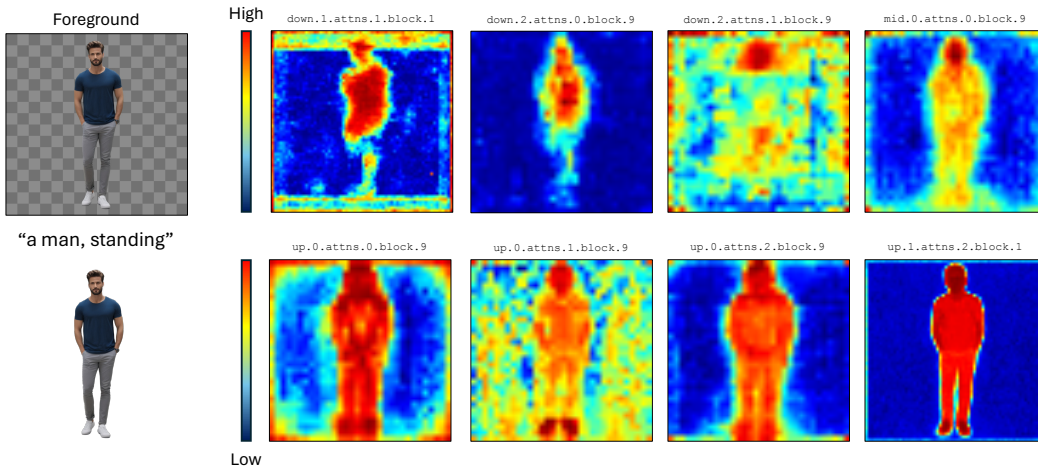 Foreground
High
down.1.attns.1.block.1
down.2.attns.0.block.9
down.2.attns.1.block.9
mid.0.attns.0.block.9
“a man, standing”
up.0.attns.0.block.9
up.0.attns.1.block.9
up.0.attns.2.block.9
up.1.attns.2.block.1
Low